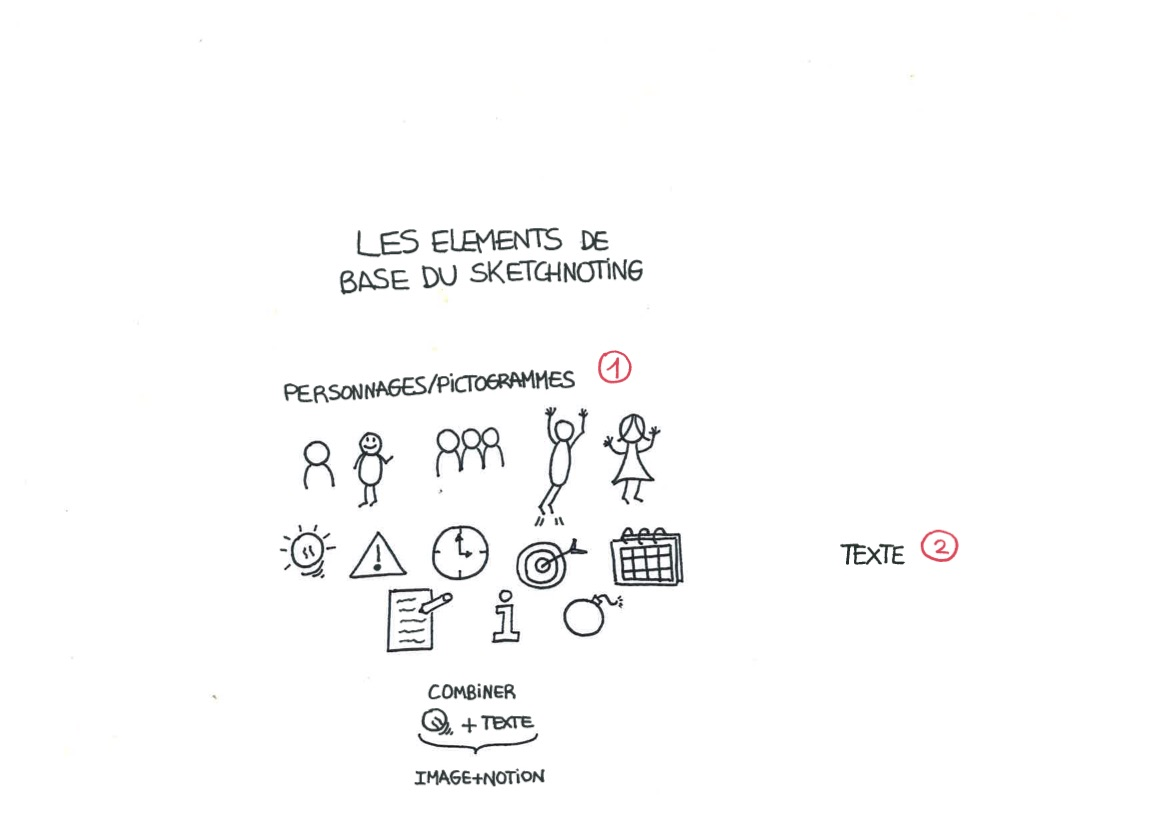 LES ELEMENTS DE
BASE DU SKETCHNOTING
PERSONNAGES/PICTOGRAMMES 1
TEXTE 2
COMBINER
+ TEXTE
IMAGE+NOTION